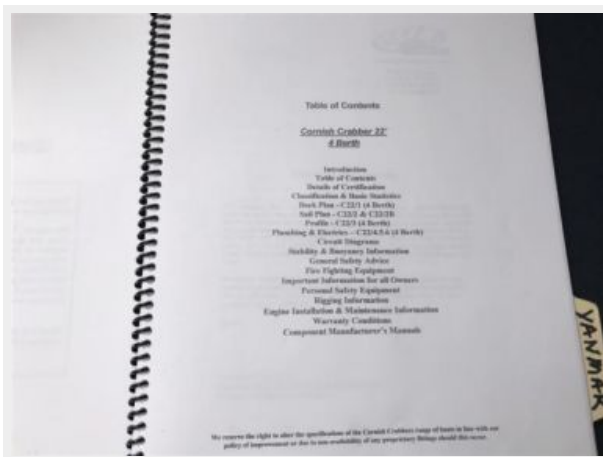 Table of Contents
Cornish Crabber 22'
4 Berth
Introduction
Table of Contents
Details of Certification
Classification & Basic Statistics
Deck Plan - C22/1 (4 Berth)
Sail Plan - C22/2 & C22/2B
Profile - C22/3 (4 Berth)
Plumbing & Electrics - C22/4.5.6 (4 Berth)
Circuit Diagrams
Stability & Buoyancy Information
General Safety Advice
Fire Fighting Equipment
Important Information for all Owners
Personal Safety Equipment
Rigging Information
Engine Installation & Maintenance Information
Warranty Conditions
Component Manufacturer's Manuals
We reserve the right to alter the specifications of the Cornish Crabbers range of boats in line with our
policy of improvement or due to non-availability of any proprietary fittings should this occur.
YANMAR